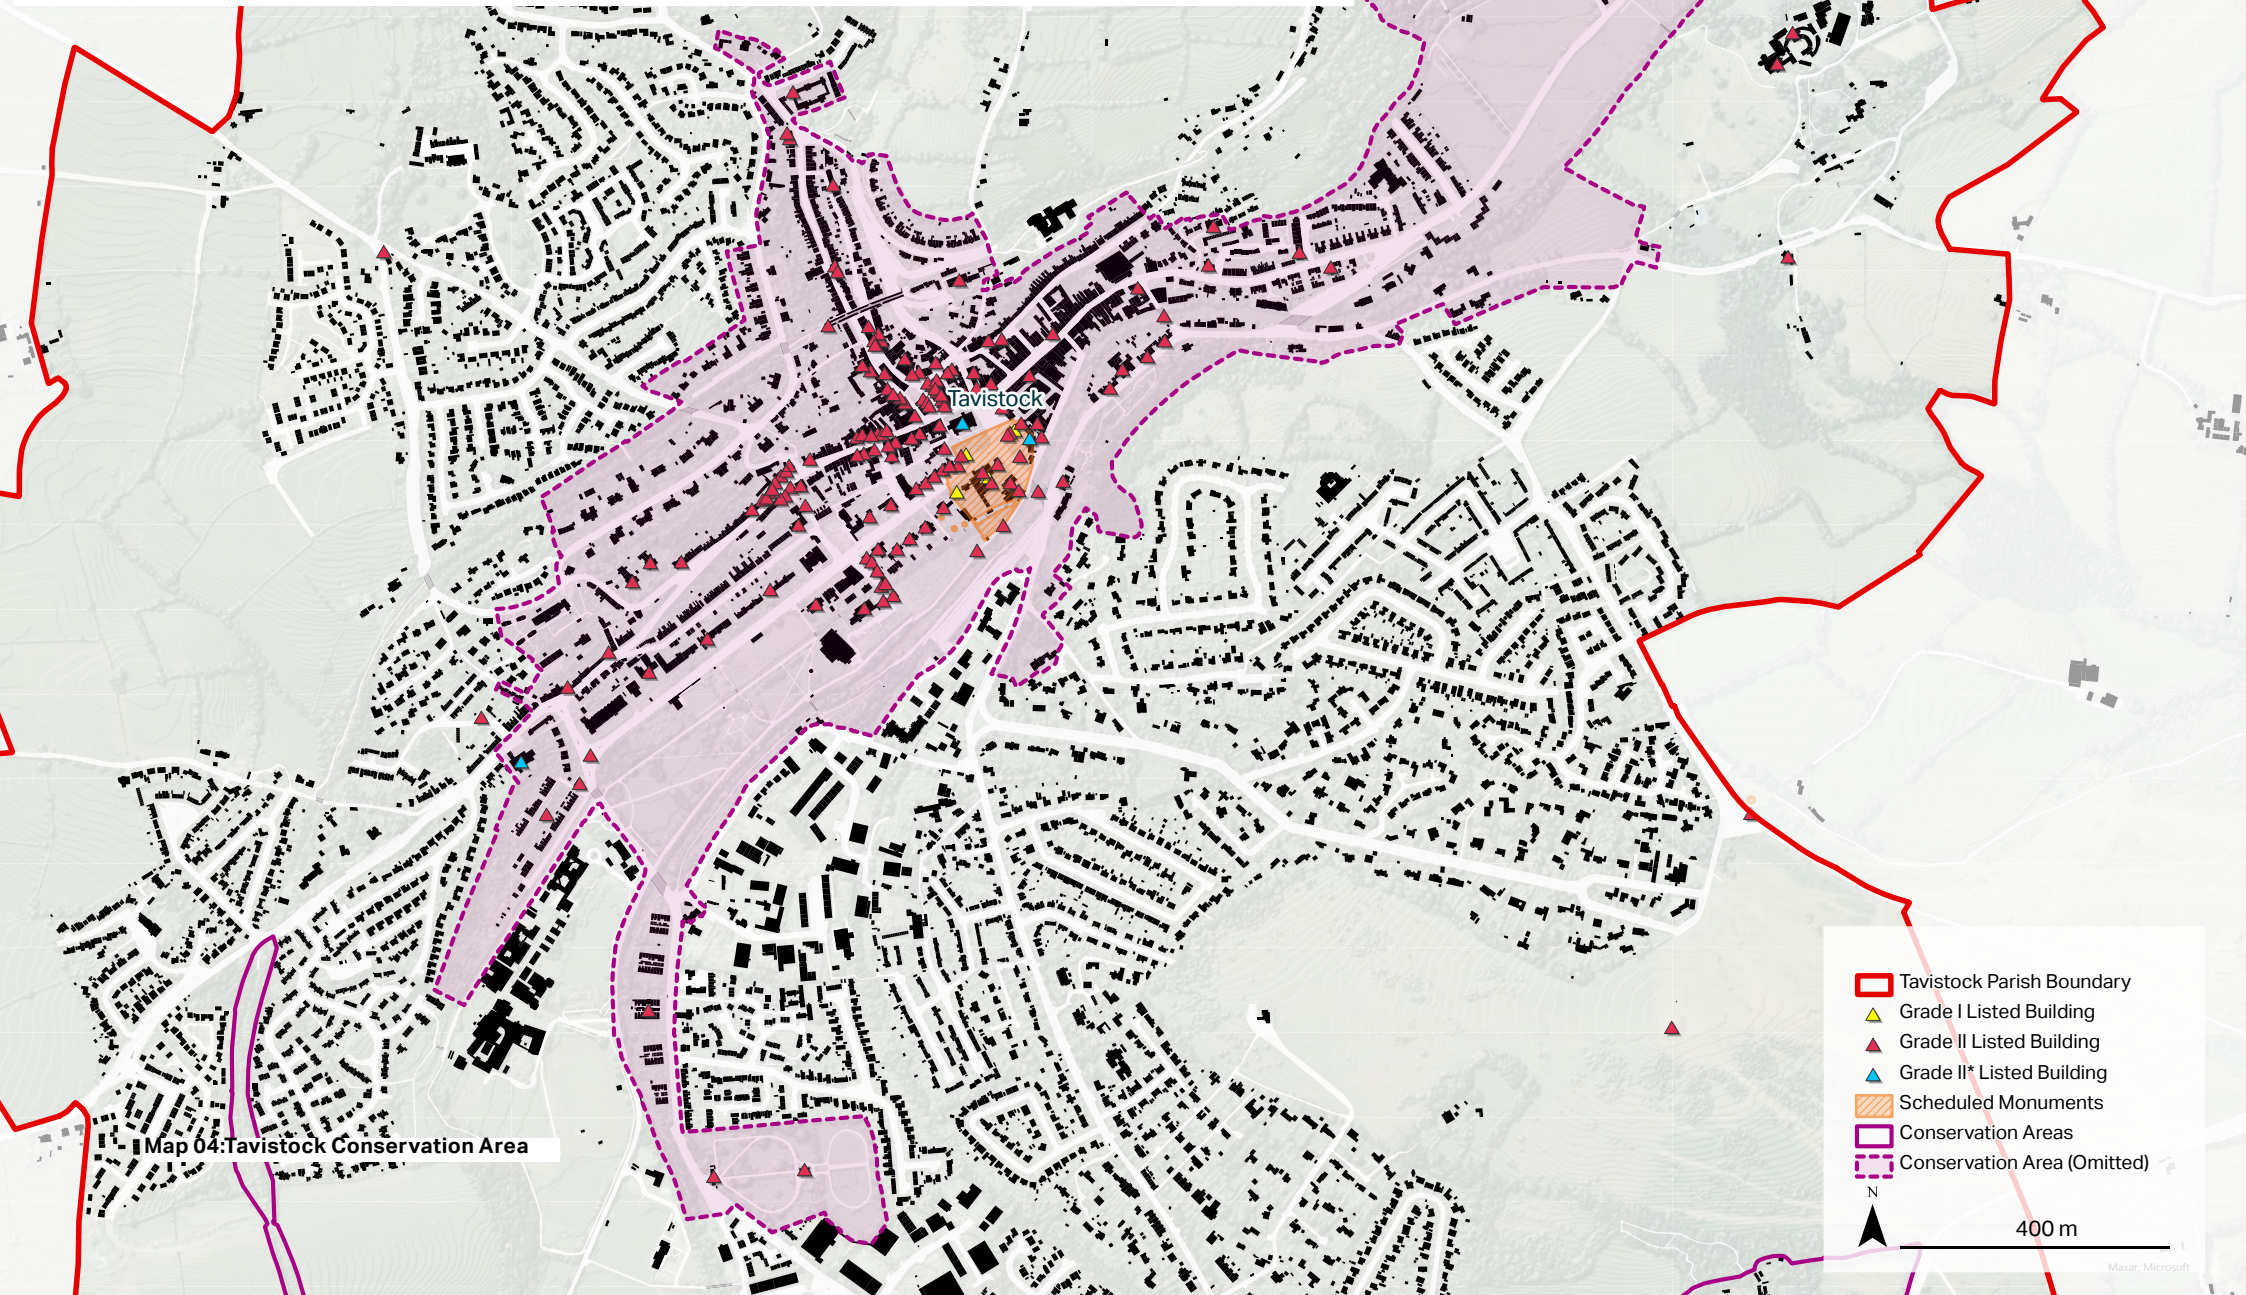 Tavistock
Tavistock Parish Boundary
Grade I Listed Building
Grade II Listed Building
Grade II* Listed Building
Scheduled Monuments
Conservation Areas
Conservation Area (Omitted)
N
400 m
Maxar, Microsoft
Map 04:Tavistock Conservation Area